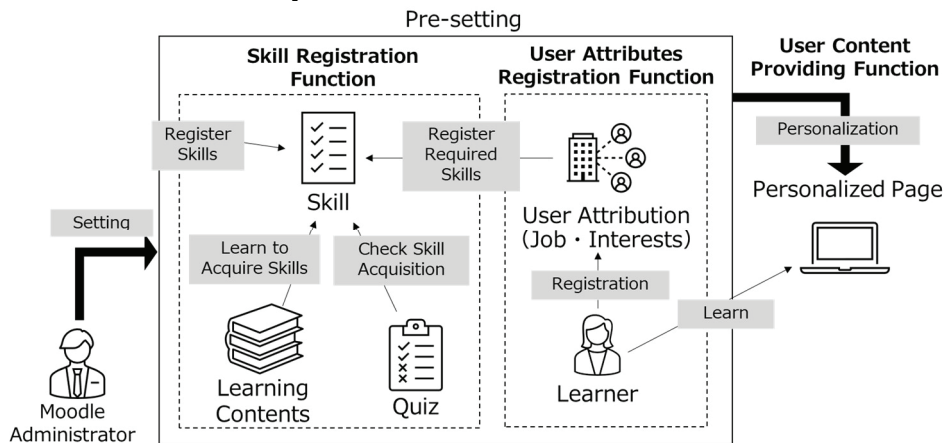 Pre-setting
Skill Registration
Function
User Attributes
Registration Function
User Content
Providing Function
Register
Skills
Register
Required
Skills
Personalization
Skill
User Attribution
(Job・Interests)
Personalized Page
Setting
Learn to
Acquire Skills
Check Skill
Acquisition
Registration
Learn
Learning
Contents
Quiz
Learner
Moodle
Administrator